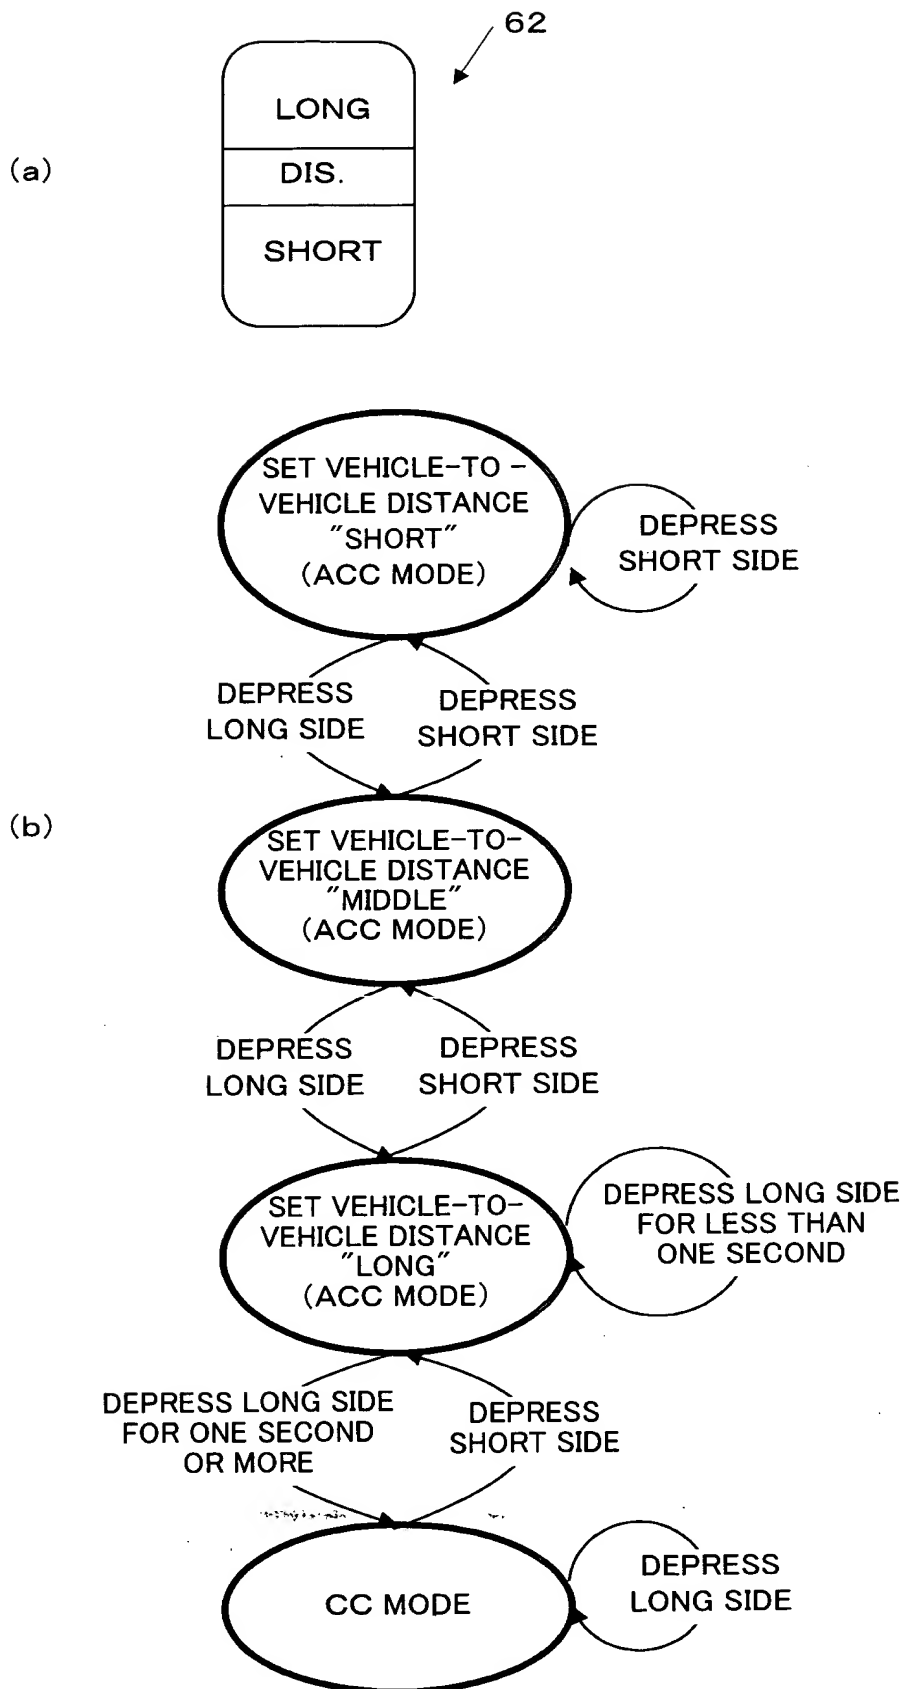 62
(a)
LONG
DIS.
SHORT
SET VEHICLE-TO -
VEHICLE DISTANCE
"SHORT"
(ACC MODE)
DEPRESS
SHORT SIDE
DEPRESS
LONG SIDE
DEPRESS
SHORT SIDE
(b)
SET VEHICLE-TO-
VEHICLE DISTANCE
"MIDDLE"
(ACC MODE)
DEPRESS
LONG SIDE
DEPRESS
SHORT SIDE
SET VEHICLE-TO-
VEHICLE DISTANCE
"LONG"
(ACC MODE)
DEPRESS LONG SIDE
FOR LESS THAN
ONE SECOND
DEPRESS LONG SIDE
FOR ONE SECOND
OR MORE
DEPRESS
SHORT SIDE
CC MODE
DEPRESS
LONG SIDE